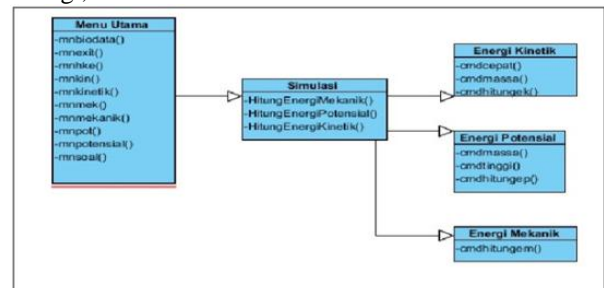 Menu Utama
-mnbiodata()
-mnexit()
-mnhke()
-mnkin()
-mnkinetik()
-mnmek()
-mnmekanik()
-mnpot()
-mnpotensial()
-mnsoal()
Simulasi
-HitungEnergiMekanik()
-HitungEnergiPotensial()
-HitungEnergiKinetik()
Energi Kinetik
-cmdcepat()
-cmdmassa()
-cmdhitungek()
Energi Potensial
-cmdmassa()
-cmdtinggi()
-cmdhitungep()
Energi Mekanik
-cmdhitungem()